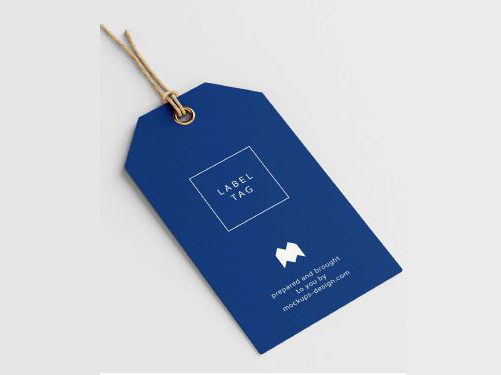 LABEL
TAG
prepared and brought
to you by
mockups-design.com